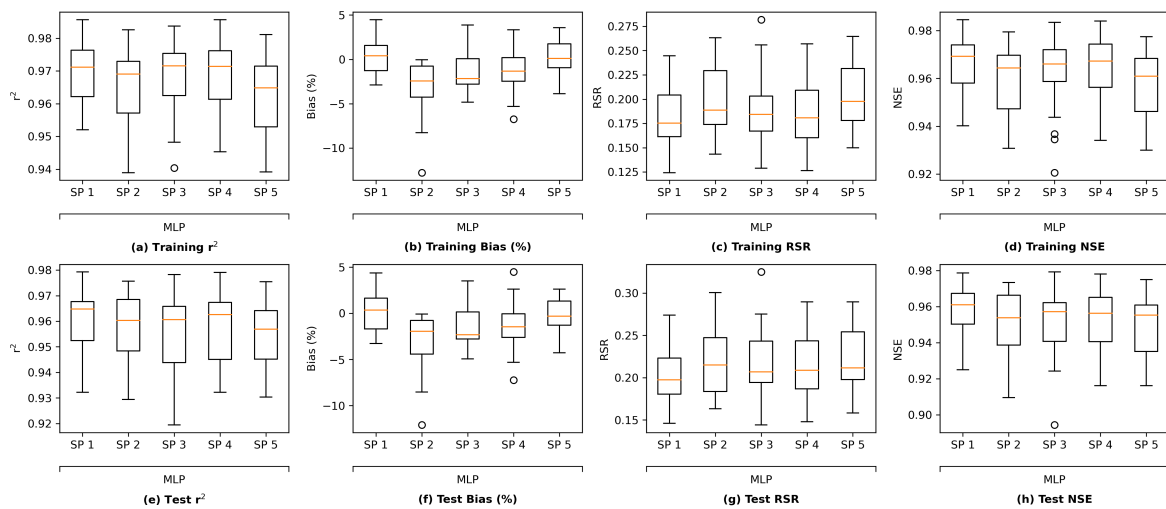 0.98
0.97
0.96
0.95
0.94
r²
SP 1 SP 2 SP 3 SP 4 SP 5
MLP
(a) Training r²
5
0
−5
−10
Bias (%)
SP 1 SP 2 SP 3 SP 4 SP 5
MLP
(b) Training Bias (%)
0.275
0.250
0.225
0.200
0.175
0.150
0.125
RSR
SP 1 SP 2 SP 3 SP 4 SP 5
MLP
(c) Training RSR
0.98
0.96
0.94
0.92
NSE
SP 1 SP 2 SP 3 SP 4 SP 5
MLP
(d) Training NSE
0.98
0.97
0.96
0.95
0.94
0.93
0.92
r²
SP 1 SP 2 SP 3 SP 4 SP 5
MLP
(e) Test r²
5
0
−5
−10
Bias (%)
SP 1 SP 2 SP 3 SP 4 SP 5
MLP
(f) Test Bias (%)
0.30
0.25
0.20
0.15
RSR
SP 1 SP 2 SP 3 SP 4 SP 5
MLP
(g) Test RSR
0.98
0.96
0.94
0.92
0.90
NSE
SP 1 SP 2 SP 3 SP 4 SP 5
MLP
(h) Test NSE